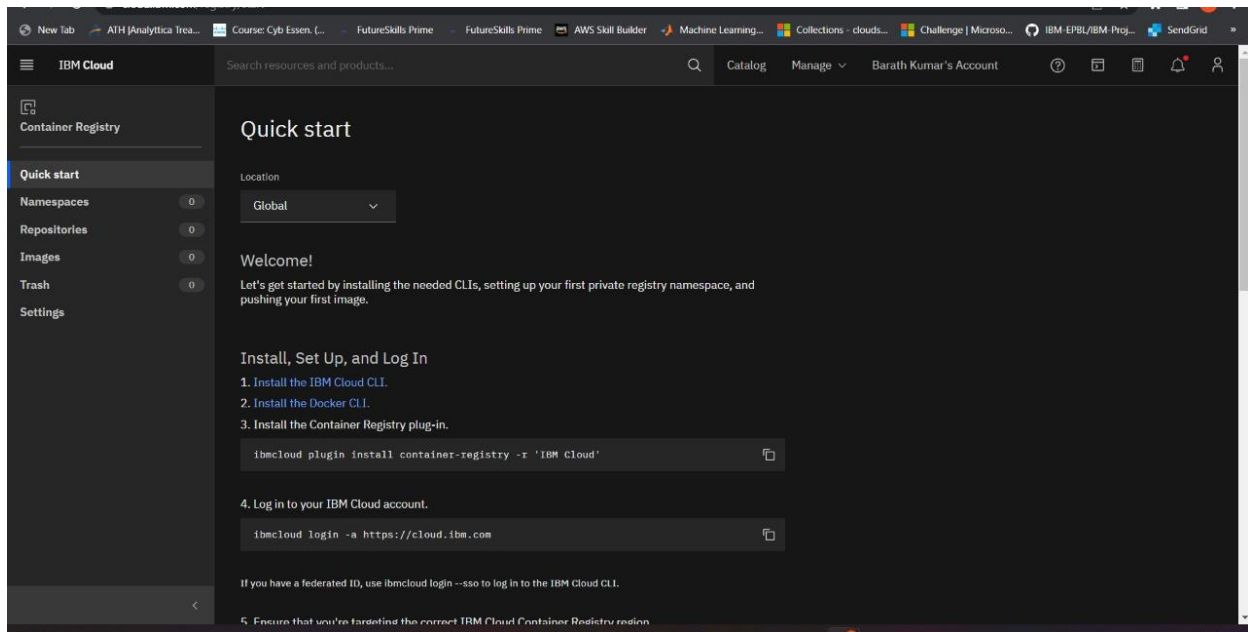 New Tab ATH |Analyttica Trea... Course: Cyb Essen. (... FutureSkills Prime FutureSkills Prime AWS Skill Builder Machine Learning... Collections - clouds... Challenge | Microso... IBM-EPBL/IBM-Proj... SendGrid »
IBM Cloud Search resources and products... Catalog Manage Barath Kumar's Account
Container Registry
Quick start
Namespaces 0
Repositories 0
Images 0
Trash 0
Settings
Quick start
Location
Global
Welcome!
Let's get started by installing the needed CLIs, setting up your first private registry namespace, and
pushing your first image.
Install, Set Up, and Log In
1. Install the IBM Cloud CLI.
2. Install the Docker CLI.
3. Install the Container Registry plug-in.
ibmcloud plugin install container-registry -r 'IBM Cloud'
4. Log in to your IBM Cloud account.
ibmcloud login -a https://cloud.ibm.com
If you have a federated ID, use ibmcloud login --sso to log in to the IBM Cloud CLI.
5. Ensure that you're targeting the correct IBM Cloud Container Registry region